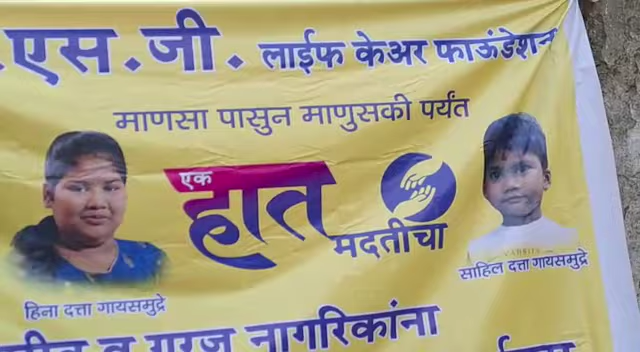 .एस.जी. लाईफ केअर फाऊंडेशन
माणसा पासुन माणुसकी पर्यंत
एक
हात
मदतीचा
हिना दत्ता गायसमुद्रे
साहिल दत्ता गायसमुद्रे
व गरजू नागरिकांना